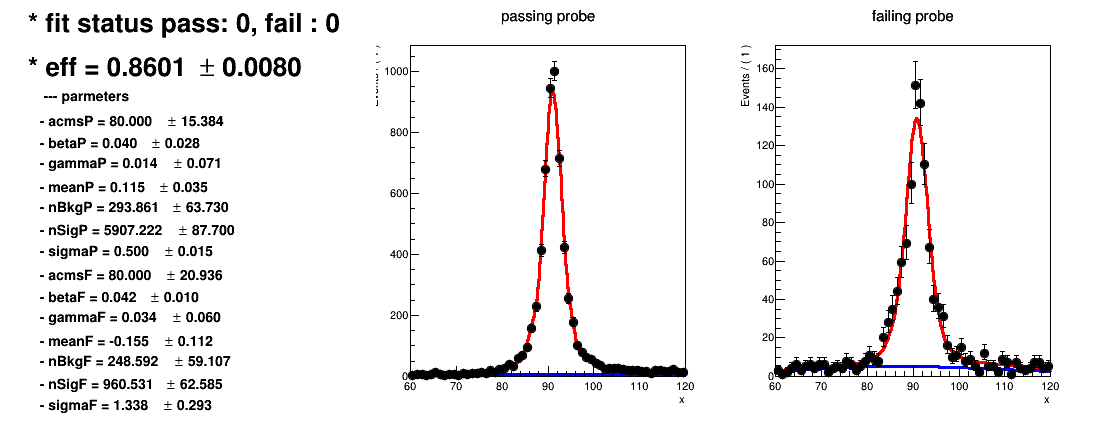 * fit status pass: 0, fail : 0
* eff = 0.8601 ± 0.0080
--- parmeters
- acmsP = 80.000 ± 15.384
- betaP = 0.040 ± 0.028
- gammaP = 0.014 ± 0.071
- meanP = 0.115 ± 0.035
- nBkgP = 293.861 ± 63.730
- nSigP = 5907.222 ± 87.700
- sigmaP = 0.500 ± 0.015
- acmsF = 80.000 ± 20.936
- betaF = 0.042 ± 0.010
- gammaF = 0.034 ± 0.060
- meanF = -0.155 ± 0.112
- nBkgF = 248.592 ± 59.107
- nSigF = 960.531 ± 62.585
- sigmaF = 1.338 ± 0.293
passing probe
1000
800
600
400
200
0
60 70 80 90 100 110 120
x
failing probe
Events / ( 1 )
160
140
120
100
80
60
40
20
0
60 70 80 90 100 110 120
x